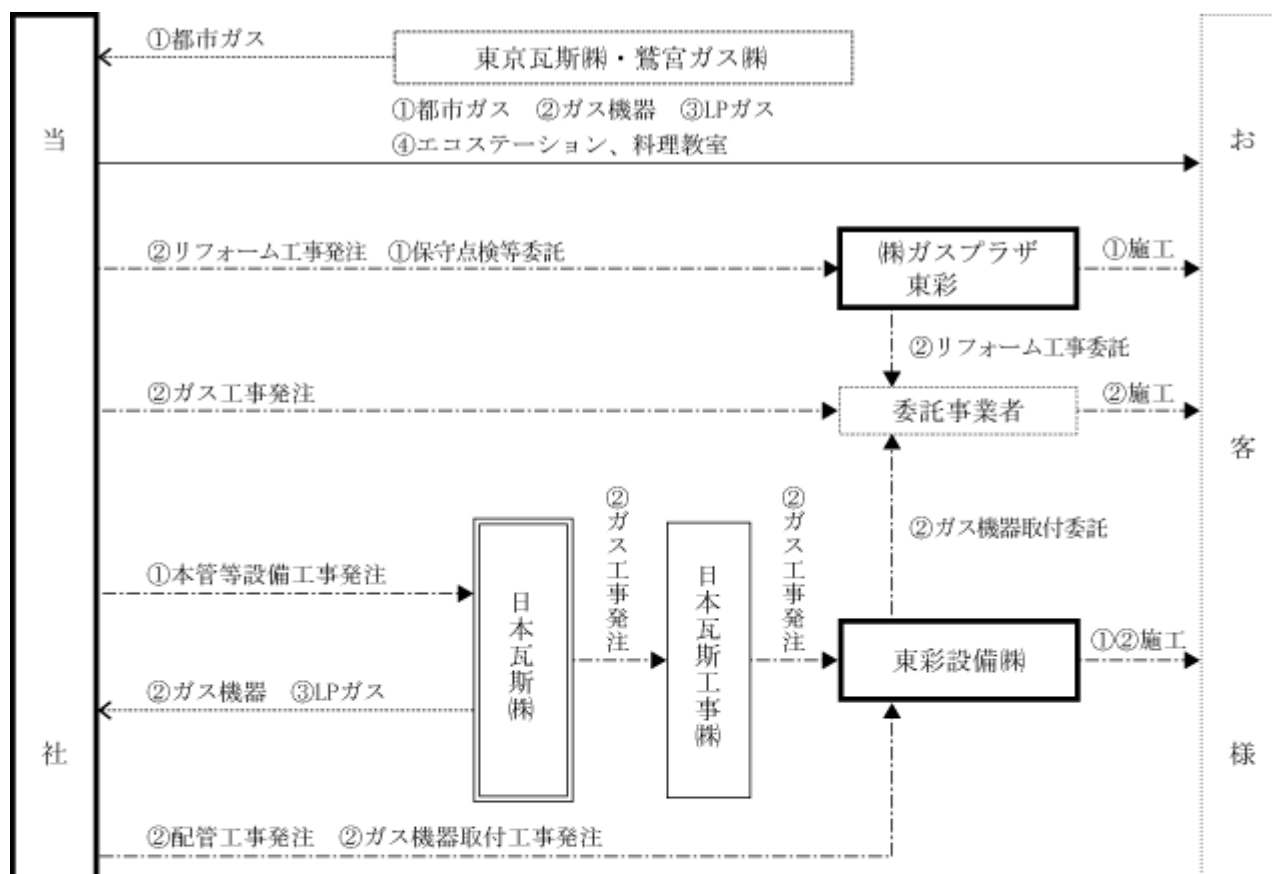 ①都市ガス
東京瓦斯㈱・鷲宮ガス㈱
①都市ガス ②ガス機器 ③LPガス
④エコステーション、料理教室
当社
お客様
②リフォーム工事発注 ①保守点検等委託
㈱ガスプラザ
東彩
①施工
②リフォーム工事委託
②ガス工事発注
委託事業者
②施工
②ガス機器取付委託
①本管等設備工事発注
日本瓦斯㈱
②ガス工事発注
日本瓦斯工事㈱
②ガス工事発注
東彩設備㈱
①②施工
②ガス機器 ③LPガス
②配管工事発注 ②ガス機器取付工事発注